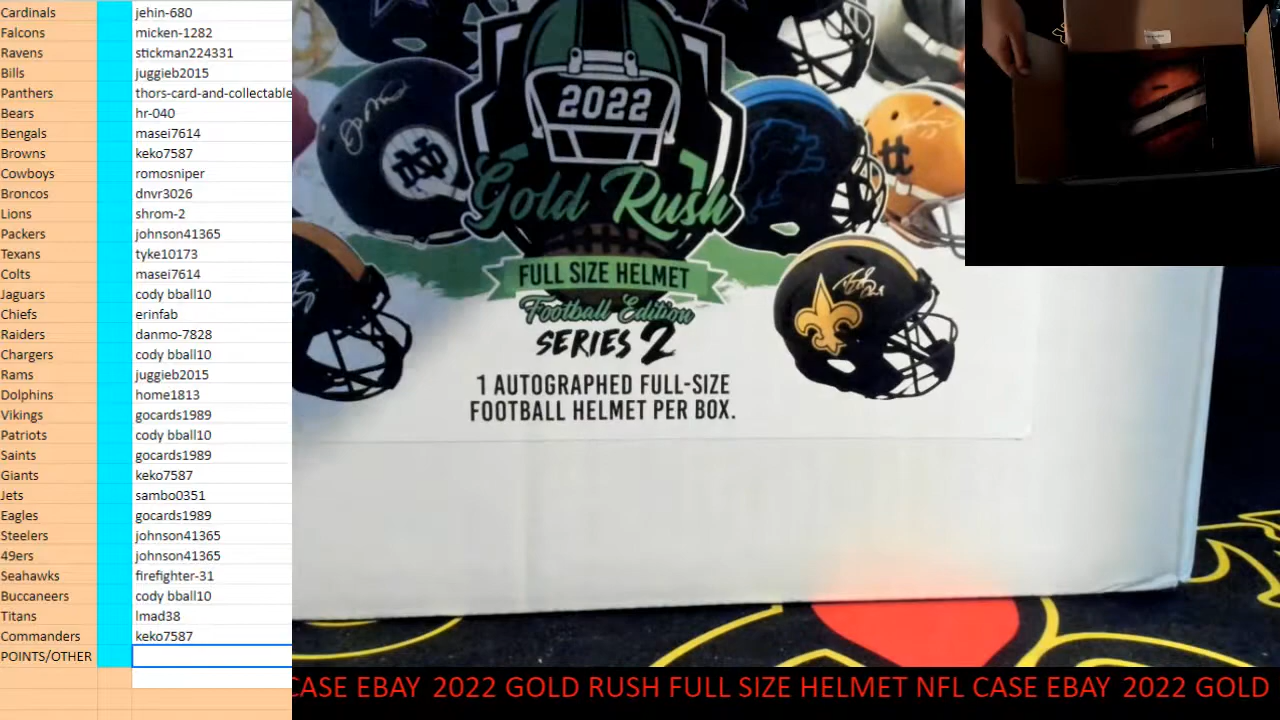 Cardinals jehin-680
Falcons micken-1282
Ravens stickman224331
Bills juggieb2015
Panthers thors-card-and-collectable
Bears hr-040
Bengals masei7614
Browns keko7587
Cowboys romosniper
Broncos dnvr3026
Lions shrom-2
Packers johnson41365
Texans tyke10173
Colts masei7614
Jaguars cody bball10
Chiefs erinfab
Raiders danmo-7828
Chargers cody bball10
Rams juggieb2015
Dolphins home1813
Vikings gocards1989
Patriots cody bball10
Saints gocards1989
Giants keko7587
Jets sambo0351
Eagles gocards1989
Steelers johnson41365
49ers johnson41365
Seahawks firefighter-31
Buccaneers cody bball10
Titans lmad38
Commanders keko7587
POINTS/OTHER
2022
Gold Rush
FULL SIZE HELMET
Football Edition
SERIES 2
1 AUTOGRAPHED FULL-SIZE
FOOTBALL HELMET PER BOX.
ND
itt
CASE EBAY 2022 GOLD RUSH FULL SIZE HELMET NFL CASE EBAY 2022 GOLD